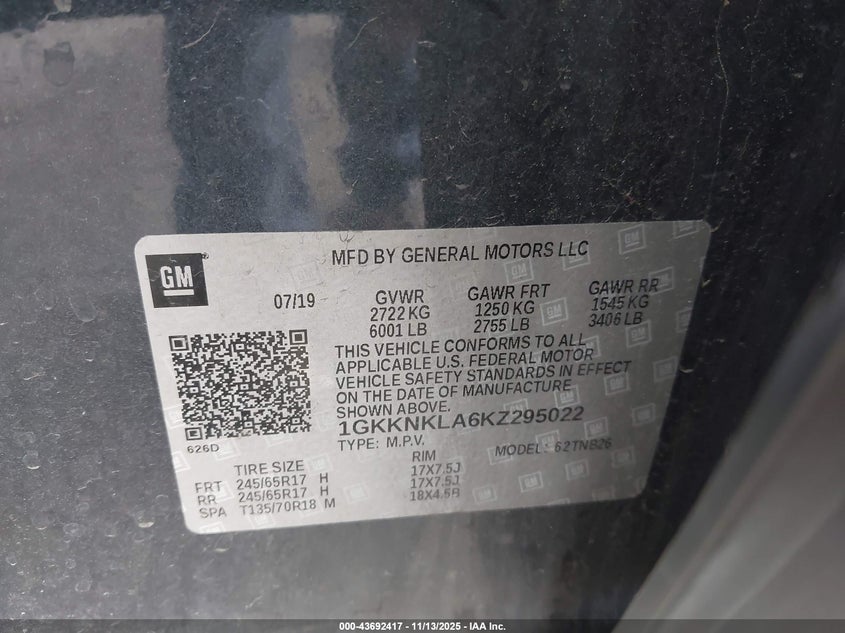 GM
MFD BY GENERAL MOTORS LLC
07/19 GVWR GAWR FRT GAWR RR
2722 KG 1250 KG 1545 KG
6001 LB 2755 LB 3406 LB
THIS VEHICLE CONFORMS TO ALL
APPLICABLE U.S. FEDERAL MOTOR
VEHICLE SAFETY STANDARDS IN EFFECT
ON THE DATE OF MANUFACTURE
SHOWN ABOVE.
1GKKNKLA6KZ295022
626D TYPE: M.P.V. MODEL: 62TNB26
TIRE SIZE RIM
FRT 245/65R17 H 17X7.5J
RR 245/65R17 H 17X7.5J
SPA T135/70R18 M 18X4.5B
000-43692417 - 11/13/2025 - IAA Inc.